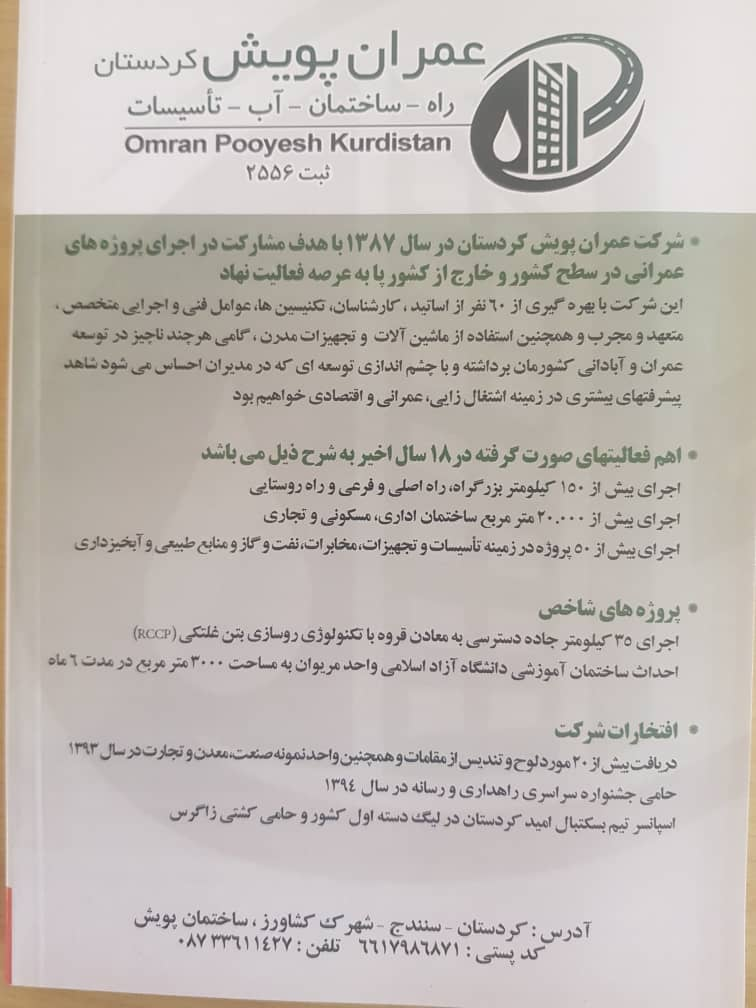 عمران پویش کردستان
راه - ساختمان - آب - تأسیسات
Omran Pooyesh Kurdistan
ثبت ۲۵۵۶
• شرکت عمران پویش کردستان در سال ۱۳۸۷ با هدف مشارکت در اجرای پروژه های
عمرانی در سطح کشور و خارج از کشور پا به عرصه فعالیت نهاد
این شرکت با بهره گیری از ۶۰ نفر از اساتید ، کارشناسان، تکنیسین ها، عوامل فنی و اجرایی متخصص ،
متعهد و مجرب و همچنین استفاده از ماشین آلات و تجهیزات مدرن ، گامی هر چند ناچیز در توسعه
عمران و آبادانی کشورمان برداشته و با چشم اندازی توسعه ای که در مدیران احساس می شود شاهد
پیشرفتهای بیشتری در زمینه اشتغال زایی، عمرانی و اقتصادی خواهیم بود
• اهم فعالیتهای صورت گرفته در ۱۸ سال اخیر به شرح ذیل می باشد
اجرای بیش از ۱۵۰ کیلومتر بزرگراه، راه اصلی و فرعی و راه روستایی
اجرای بیش از ۲۰.۰۰۰ متر مربع ساختمان اداری، مسکونی و تجاری
اجرای بیش از ۵۰ پروژه در زمینه تأسیسات و تجهیزات، مخابرات، نفت و گاز و منابع طبیعی و آبخیزداری
• پروژه های شاخص
اجرای ۳۵ کیلومتر جاده دسترسی به معادن قروه با تکنولوژی روسازی بتن غلتکی (RCCP)
احداث ساختمان آموزشی دانشگاه آزاد اسلامی واحد مریوان به مساحت ۳۰۰۰ متر مربع در مدت ۶ ماه
• افتخارات شرکت
دریافت بیش از ۲۰ مورد لوح و تندیس از مقامات و همچنین واحد نمونه صنعت، معدن و تجارت در سال ۱۳۹۳
حامی جشنواره سراسری راهداری و رسانه در سال ۱۳۹۴
اسپانسر تیم بسکتبال امید کردستان در لیگ دسته اول کشور و حامی کشتی زاگرس
آدرس : کردستان - سنندج - شهرک کشاورز ، ساختمان پویش
کد پستی : ۶۶۱۷۹۸۶۸۷۱ تلفن : ۳۳۶۱۱۴۲۷ ۰۸۷